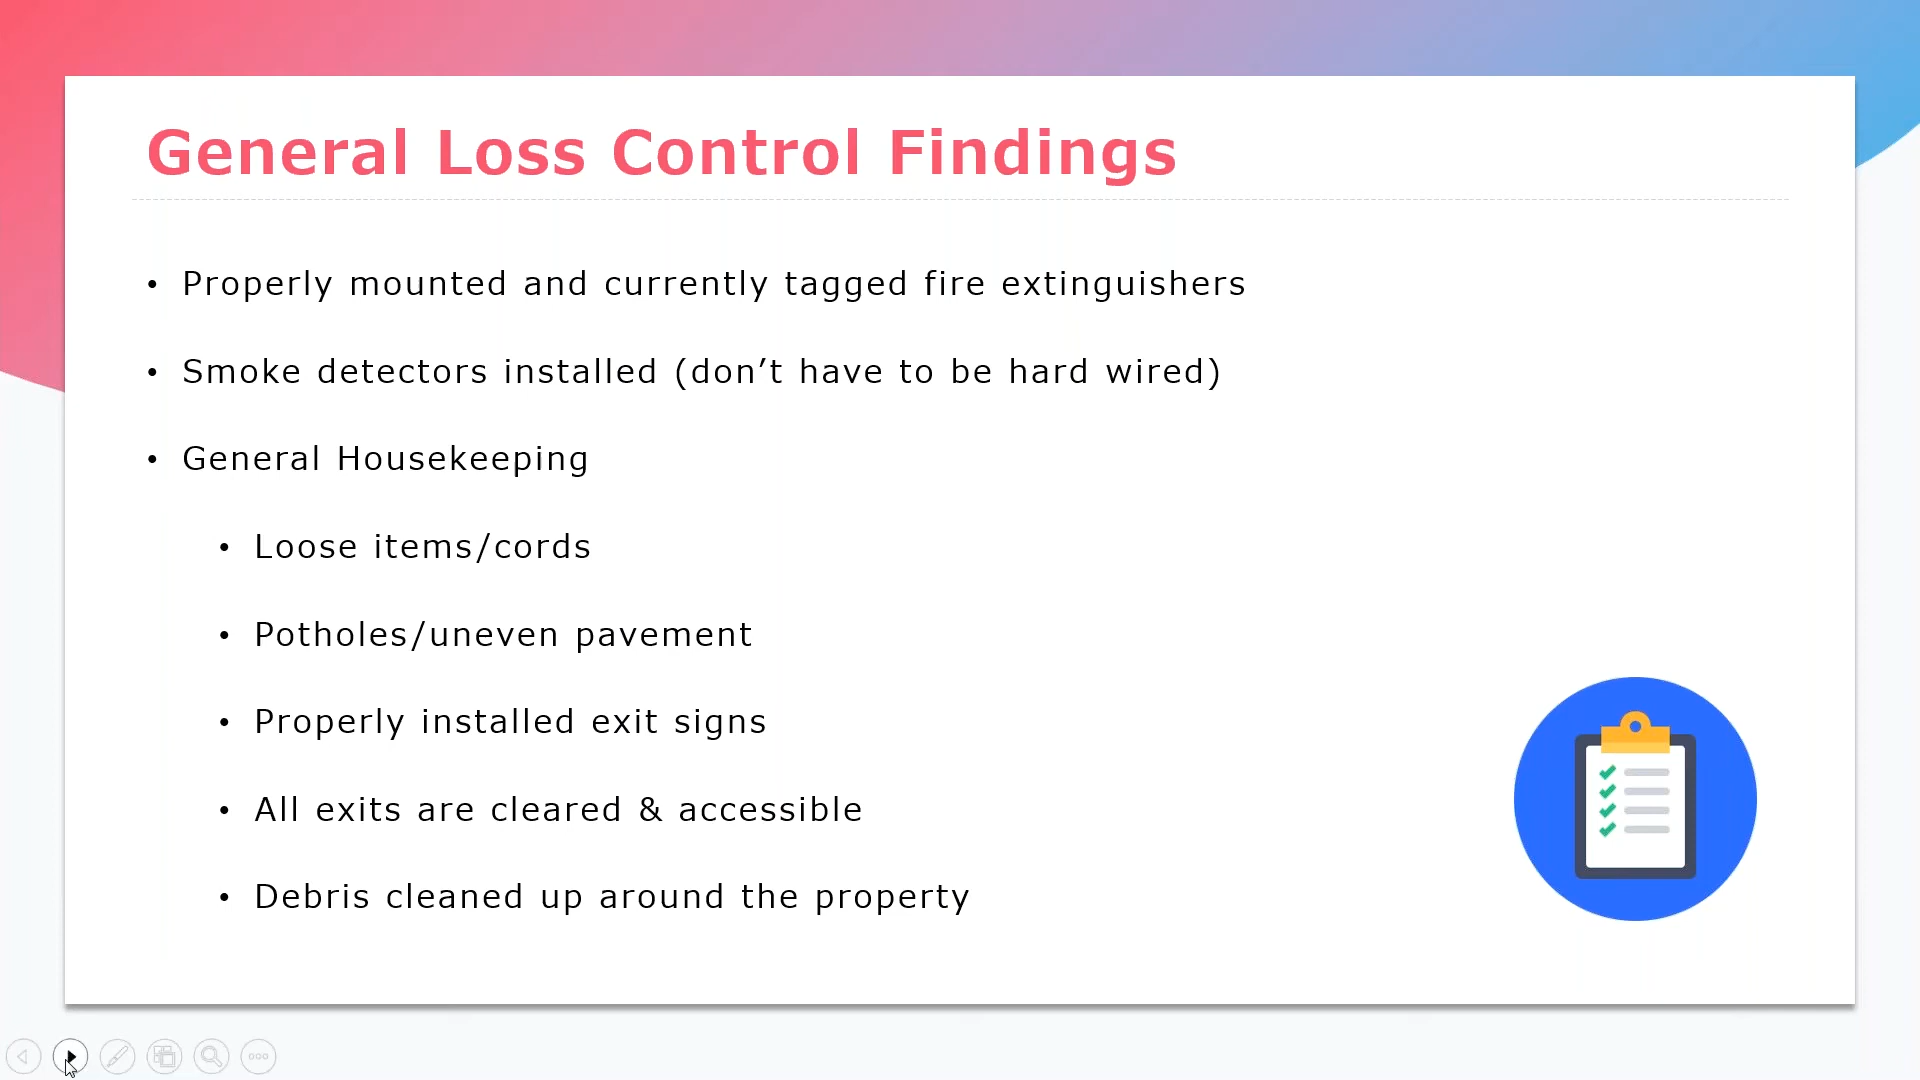 General Loss Control Findings
• Properly mounted and currently tagged fire extinguishers
• Smoke detectors installed (don’t have to be hard wired)
• General Housekeeping
• Loose items/cords
• Potholes/uneven pavement
• Properly installed exit signs
• All exits are cleared & accessible
• Debris cleaned up around the property